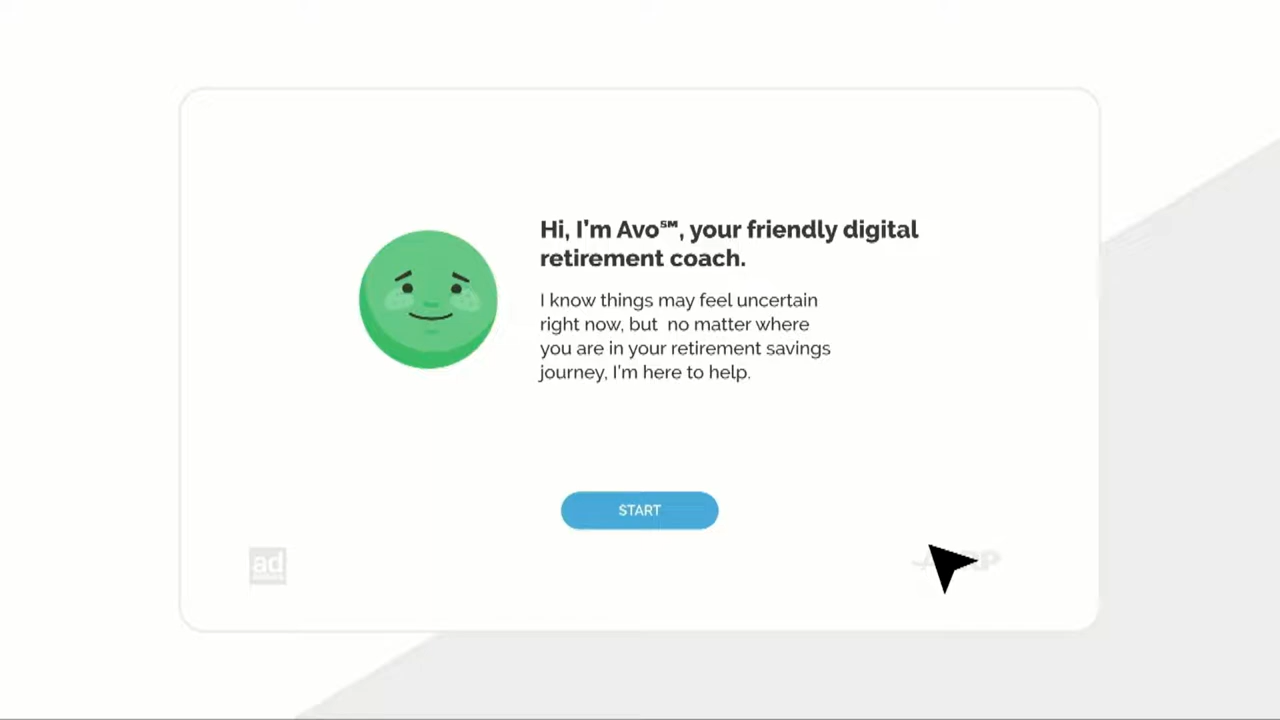 Hi, I'm Avo℠, your friendly digital
retirement coach.
I know things may feel uncertain
right now, but  no matter where
you are in your retirement savings
journey, I'm here to help.
START
ad